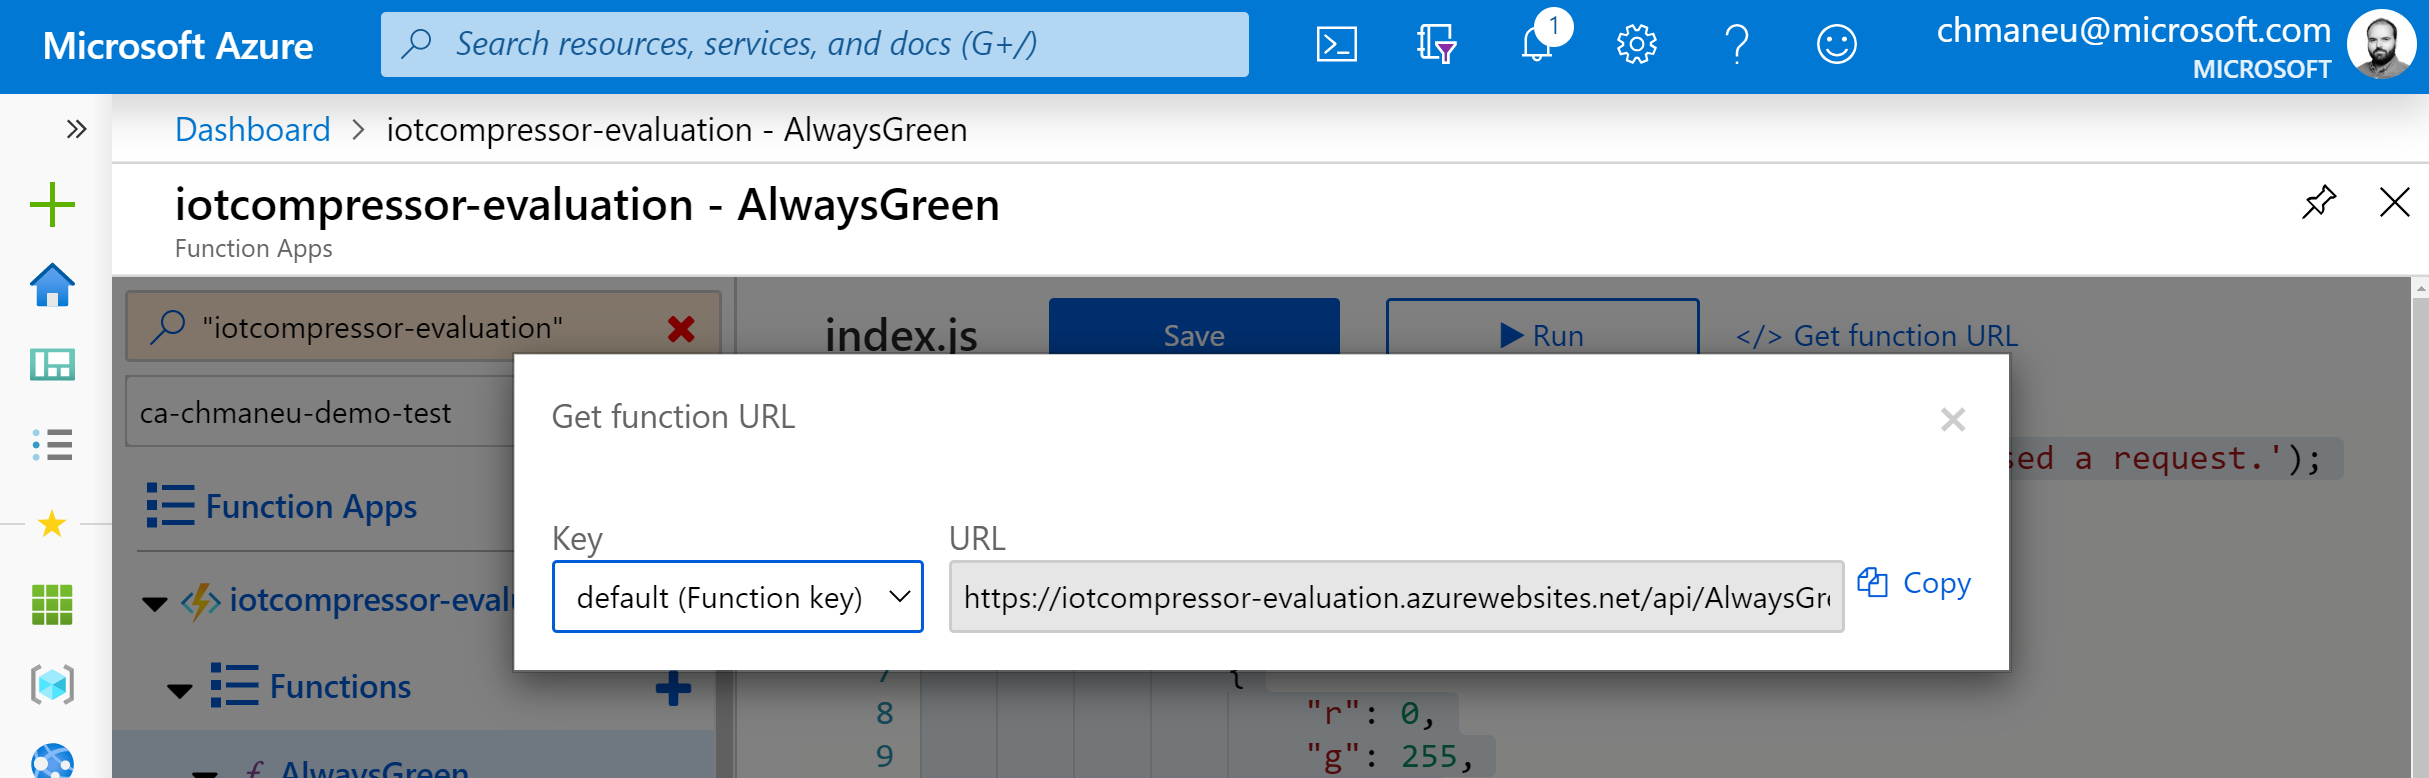 Microsoft Azure
Search resources, services, and docs (G+/)
1
chmaneu@microsoft.com
MICROSOFT
Dashboard > iotcompressor-evaluation - AlwaysGreen
iotcompressor-evaluation - AlwaysGreen
Function Apps
"iotcompressor-evaluation"
index.js
Save
Run
</> Get function URL
ca-chmaneu-demo-test
Get function URL
sed a request.');
Function Apps
Key
URL
default (Function key)
https://iotcompressor-evaluation.azurewebsites.net/api/AlwaysGr
Copy
iotcompressor-eval
Functions
7 {
8 "r": 0,
9 "g": 255,
f AlwaysGreen